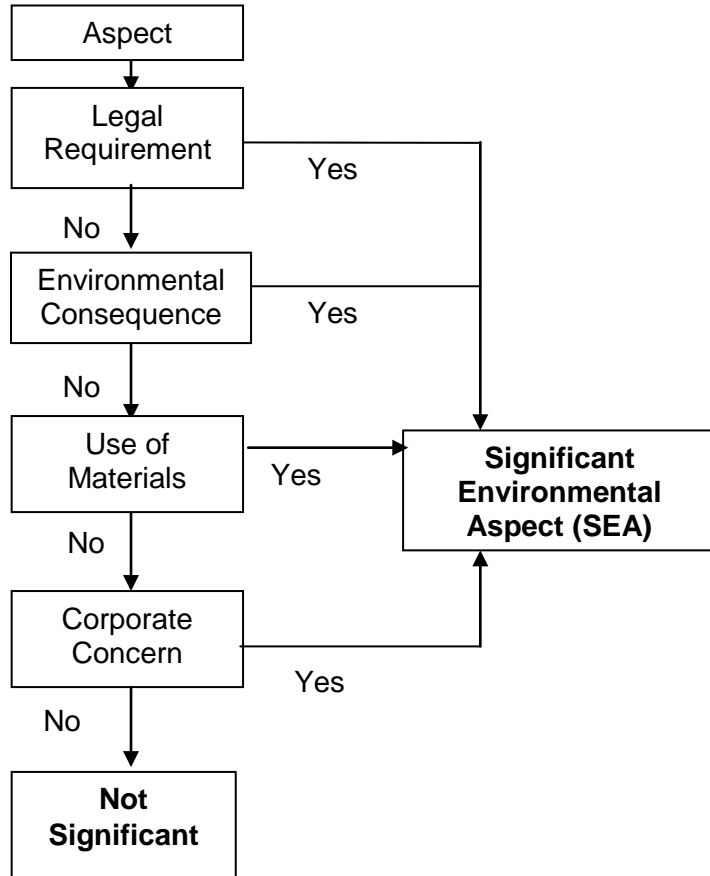 Aspect
Legal
Requirement
Yes
No
Environmental
Consequence
Yes
No
Use of
Materials
Yes
Significant
Environmental
Aspect (SEA)
No
Corporate
Concern
Yes
No
Not
Significant